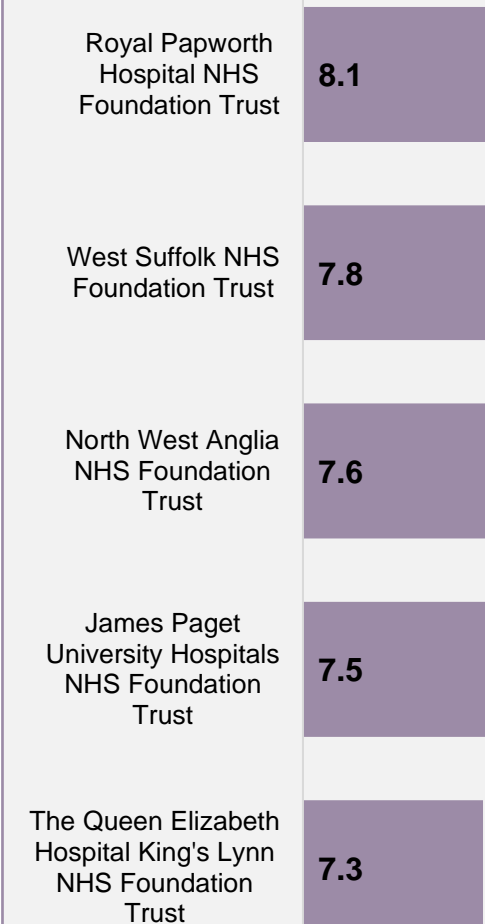 Royal Papworth
Hospital NHS
Foundation Trust
8.1
West Suffolk NHS
Foundation Trust
7.8
North West Anglia
NHS Foundation
Trust
7.6
James Paget
University Hospitals
NHS Foundation
Trust
7.5
The Queen Elizabeth
Hospital King's Lynn
NHS Foundation
Trust
7.3